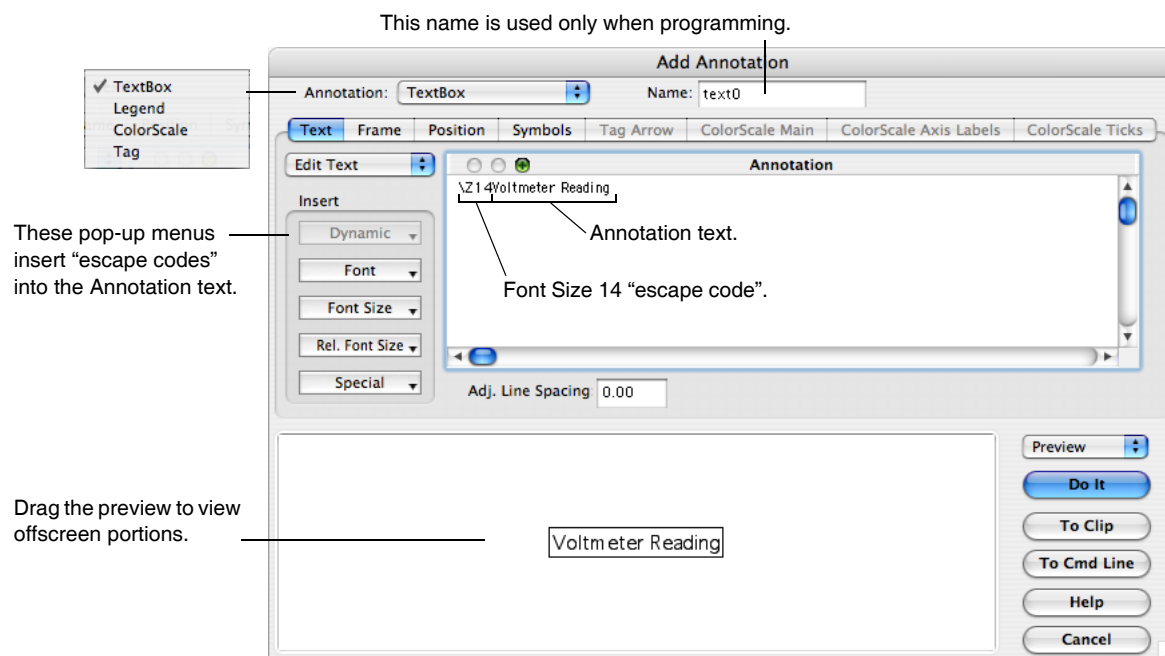 This name is used only when programming.
Add Annotation
✓ TextBox
Legend
ColorScale
Tag
Annotation: TextBox
Name: text0
Text Frame Position Symbols Tag Arrow ColorScale Main ColorScale Axis Labels ColorScale Ticks
Edit Text
Annotation
\Z14Voltmeter Reading
Insert
Dynamic
Font
Font Size
Rel. Font Size
Special
These pop-up menus
insert “escape codes”
into the Annotation text.
Annotation text.
Font Size 14 “escape code”.
Adj. Line Spacing 0.00
Preview
Do It
To Clip
To Cmd Line
Help
Cancel
Drag the preview to view
offscreen portions.
Voltmeter Reading